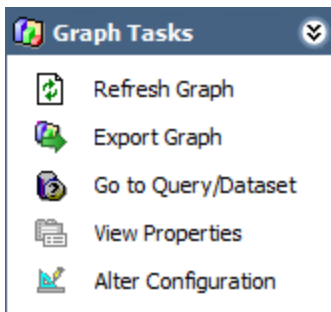 Graph Tasks
Refresh Graph
Export Graph
Go to Query/Dataset
View Properties
Alter Configuration